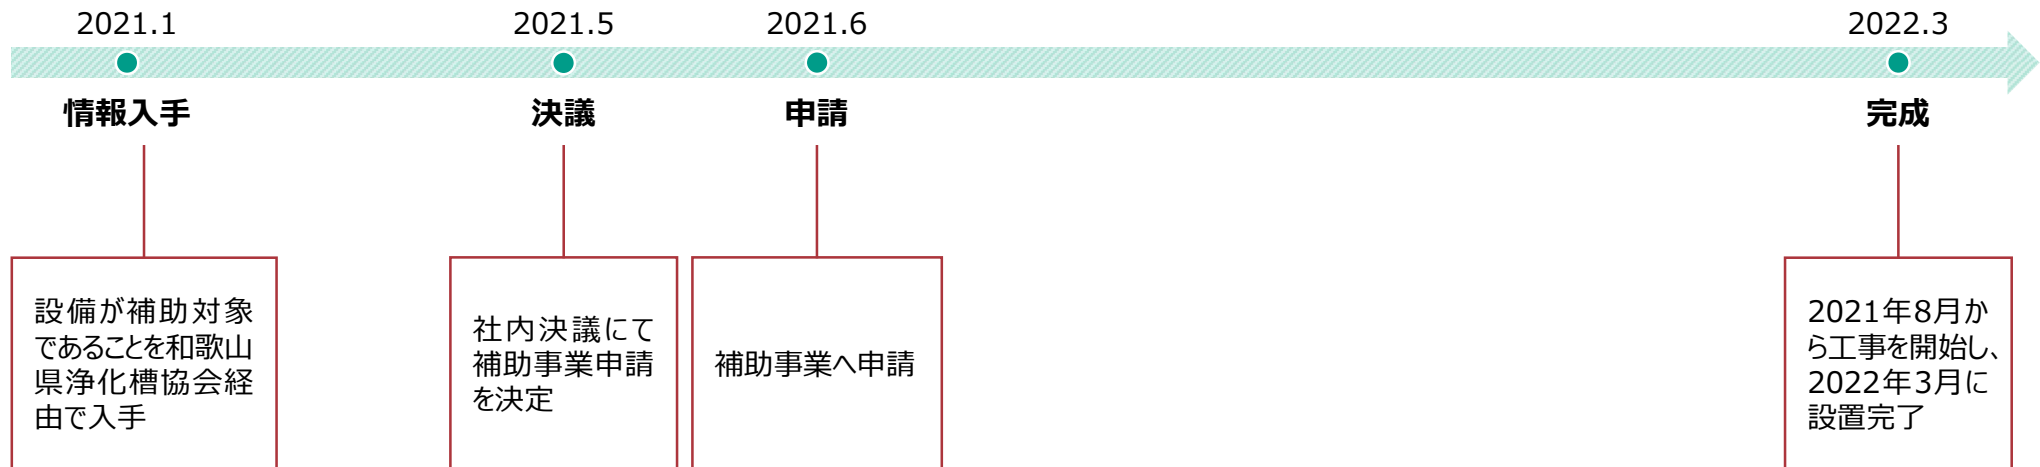 2021.1
2021.5
2021.6
2022.3
情報入手
決議
申請
完成
設備が補助対象
であることを和歌山
県浄化槽協会経
由で入手
社内決議にて
補助事業申請
を決定
補助事業へ申請
2021年8月か
ら工事を開始し、
2022年3月に
設置完了